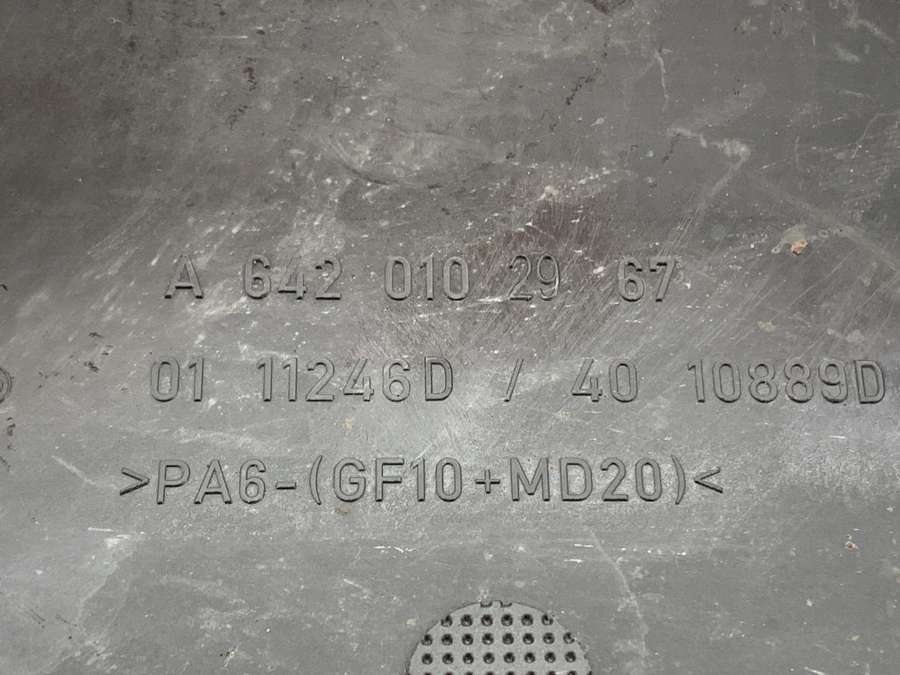 A 642 010 29 67
01 11246D / 40 10889D
>PA6-(GF10+MD20)<